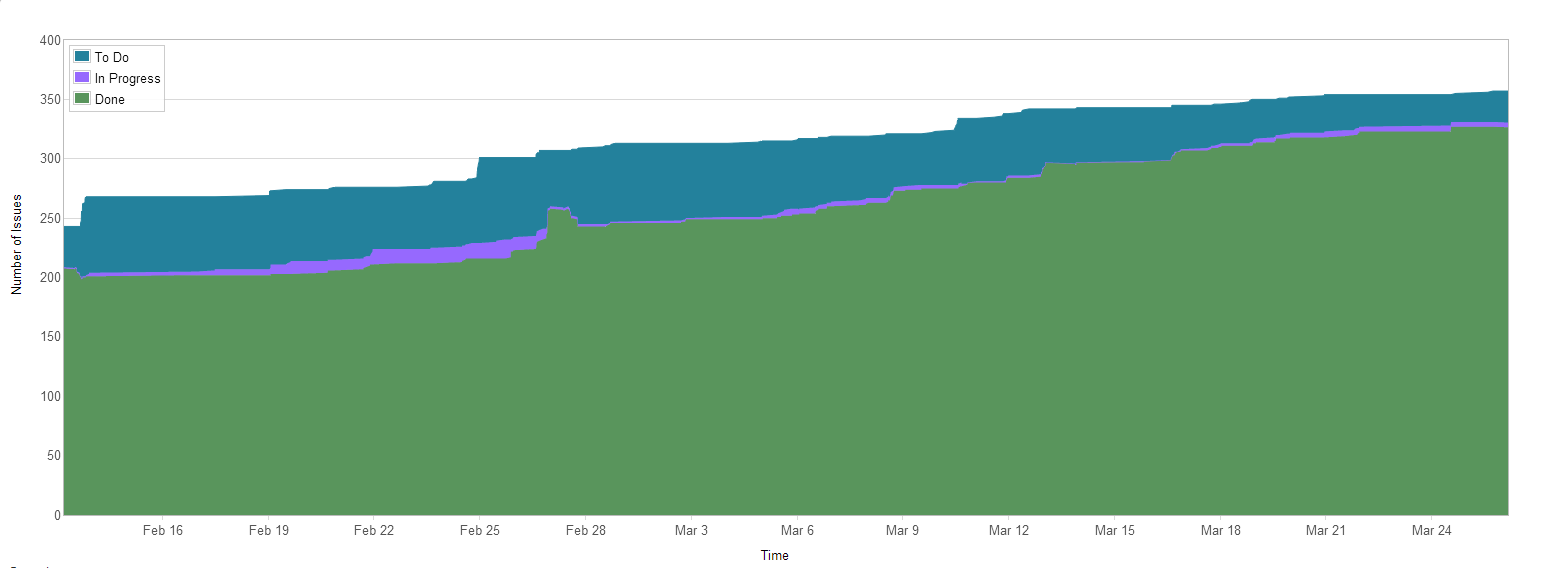 400
To Do
In Progress
Done
350
300
250
200
150
100
50
0
Number of Issues
Feb 16 Feb 19 Feb 22 Feb 25 Feb 28 Mar 3 Mar 6 Mar 9 Mar 12 Mar 15 Mar 18 Mar 21 Mar 24
Time